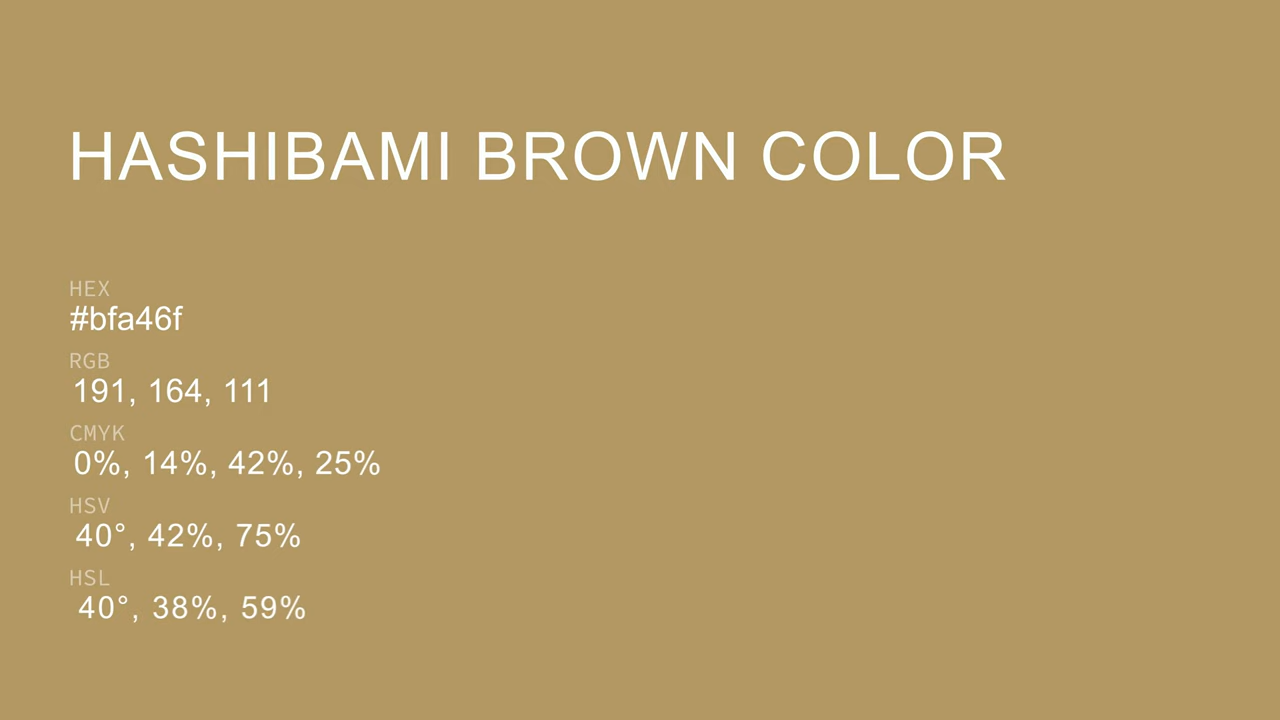 HASHIBAMI BROWN COLOR
HEX
#bfa46f
RGB
191, 164, 111
CMYK
0%, 14%, 42%, 25%
HSV
40°, 42%, 75%
HSL
40°, 38%, 59%